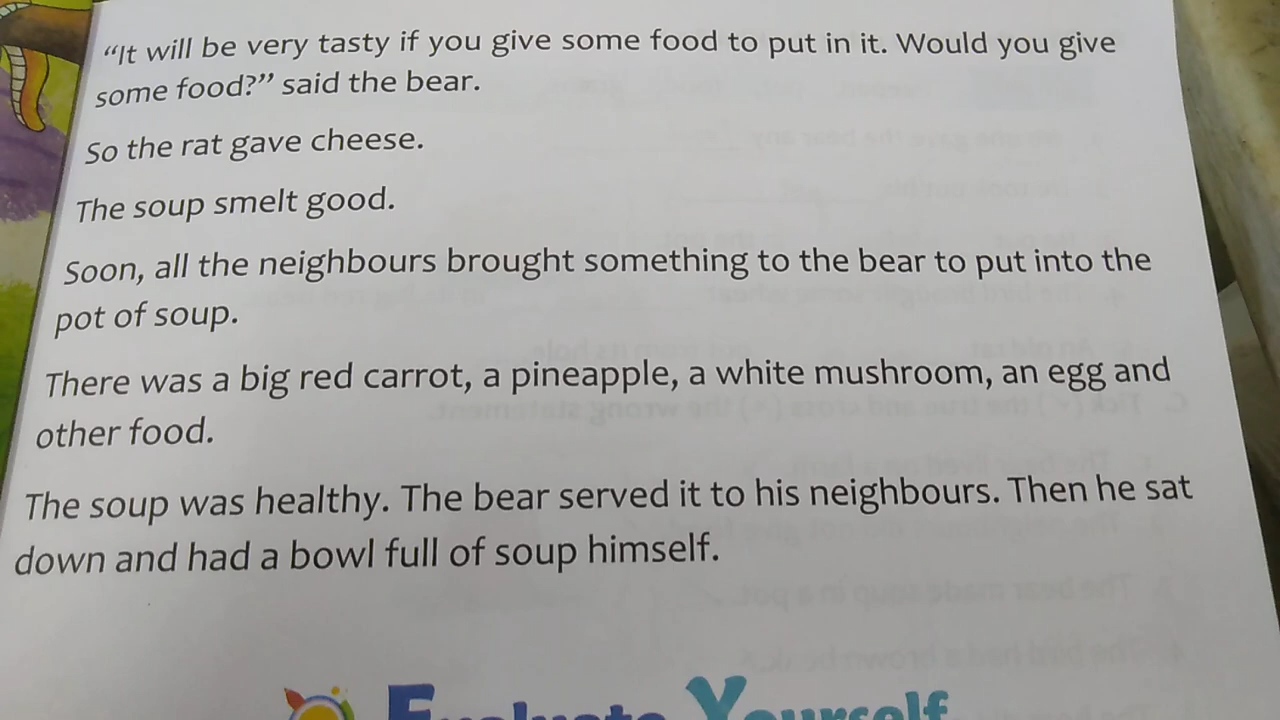 “It will be very tasty if you give some food to put in it. Would you give
some food?” said the bear.
So the rat gave cheese.
The soup smelt good.
Soon, all the neighbours brought something to the bear to put into the
pot of soup.
There was a big red carrot, a pineapple, a white mushroom, an egg and
other food.
The soup was healthy. The bear served it to his neighbours. Then he sat
down and had a bowl full of soup himself.
Evaluate Yourself